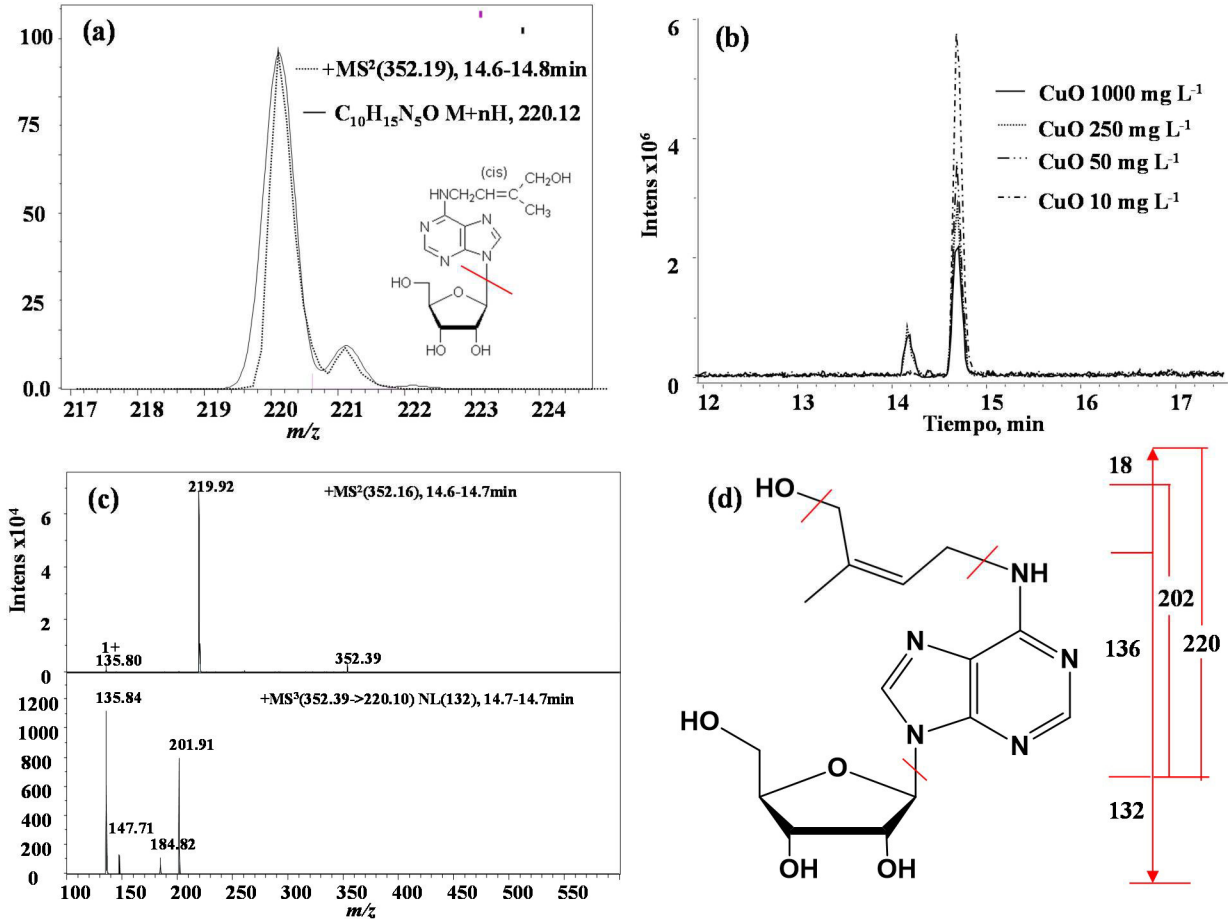 (a)
100
75
50
25
0.0
+MS²(352.19), 14.6-14.8min
C₁₀H₁₅N₅O M+nH, 220.12
(cis)
CH₂OH
HNCH₂CH=C
CH₃
N
N
N
N
HO
O
HO OH
217 218 219 220 221 222 223 224
m/z
(b)
6
4
2
0
Intens x10⁶
CuO 1000 mg L⁻¹
CuO 250 mg L⁻¹
CuO 50 mg L⁻¹
CuO 10 mg L⁻¹
12 13 14 15 16 17
Tiempo, min
(c)
219.92
+MS²(352.16), 14.6-14.7min
6
4
2
0
Intens x10⁴
1+
135.80
352.39
135.84
+MS³(352.39->220.10) NL(132), 14.7-14.7min
1200
1000
800
600
400
200
0
201.91
147.71
184.82
100 150 200 250 300 350 400 450 500 550
m/z
(d)
HO
NH
N
N
N
N
HO
O
OH
OH
18
202
136
220
132